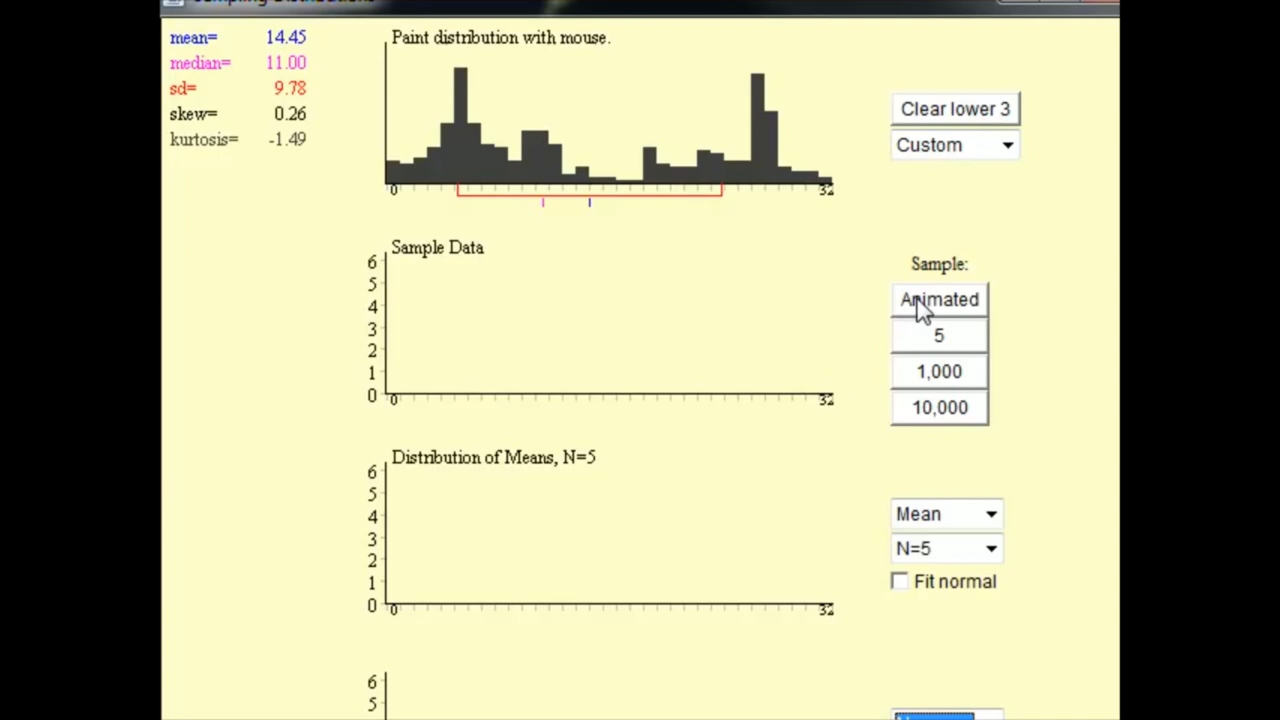 mean= 14.45
median= 11.00
sd= 9.78
skew= 0.26
kurtosis= -1.49
Paint distribution with mouse.
0 32
Clear lower 3
Custom
Sample Data
6
5
4
3
2
1
0
0 32
Sample:
Animated
5
1,000
10,000
Distribution of Means, N=5
6
5
4
3
2
1
0
0 32
Mean
N=5
Fit normal
6
5